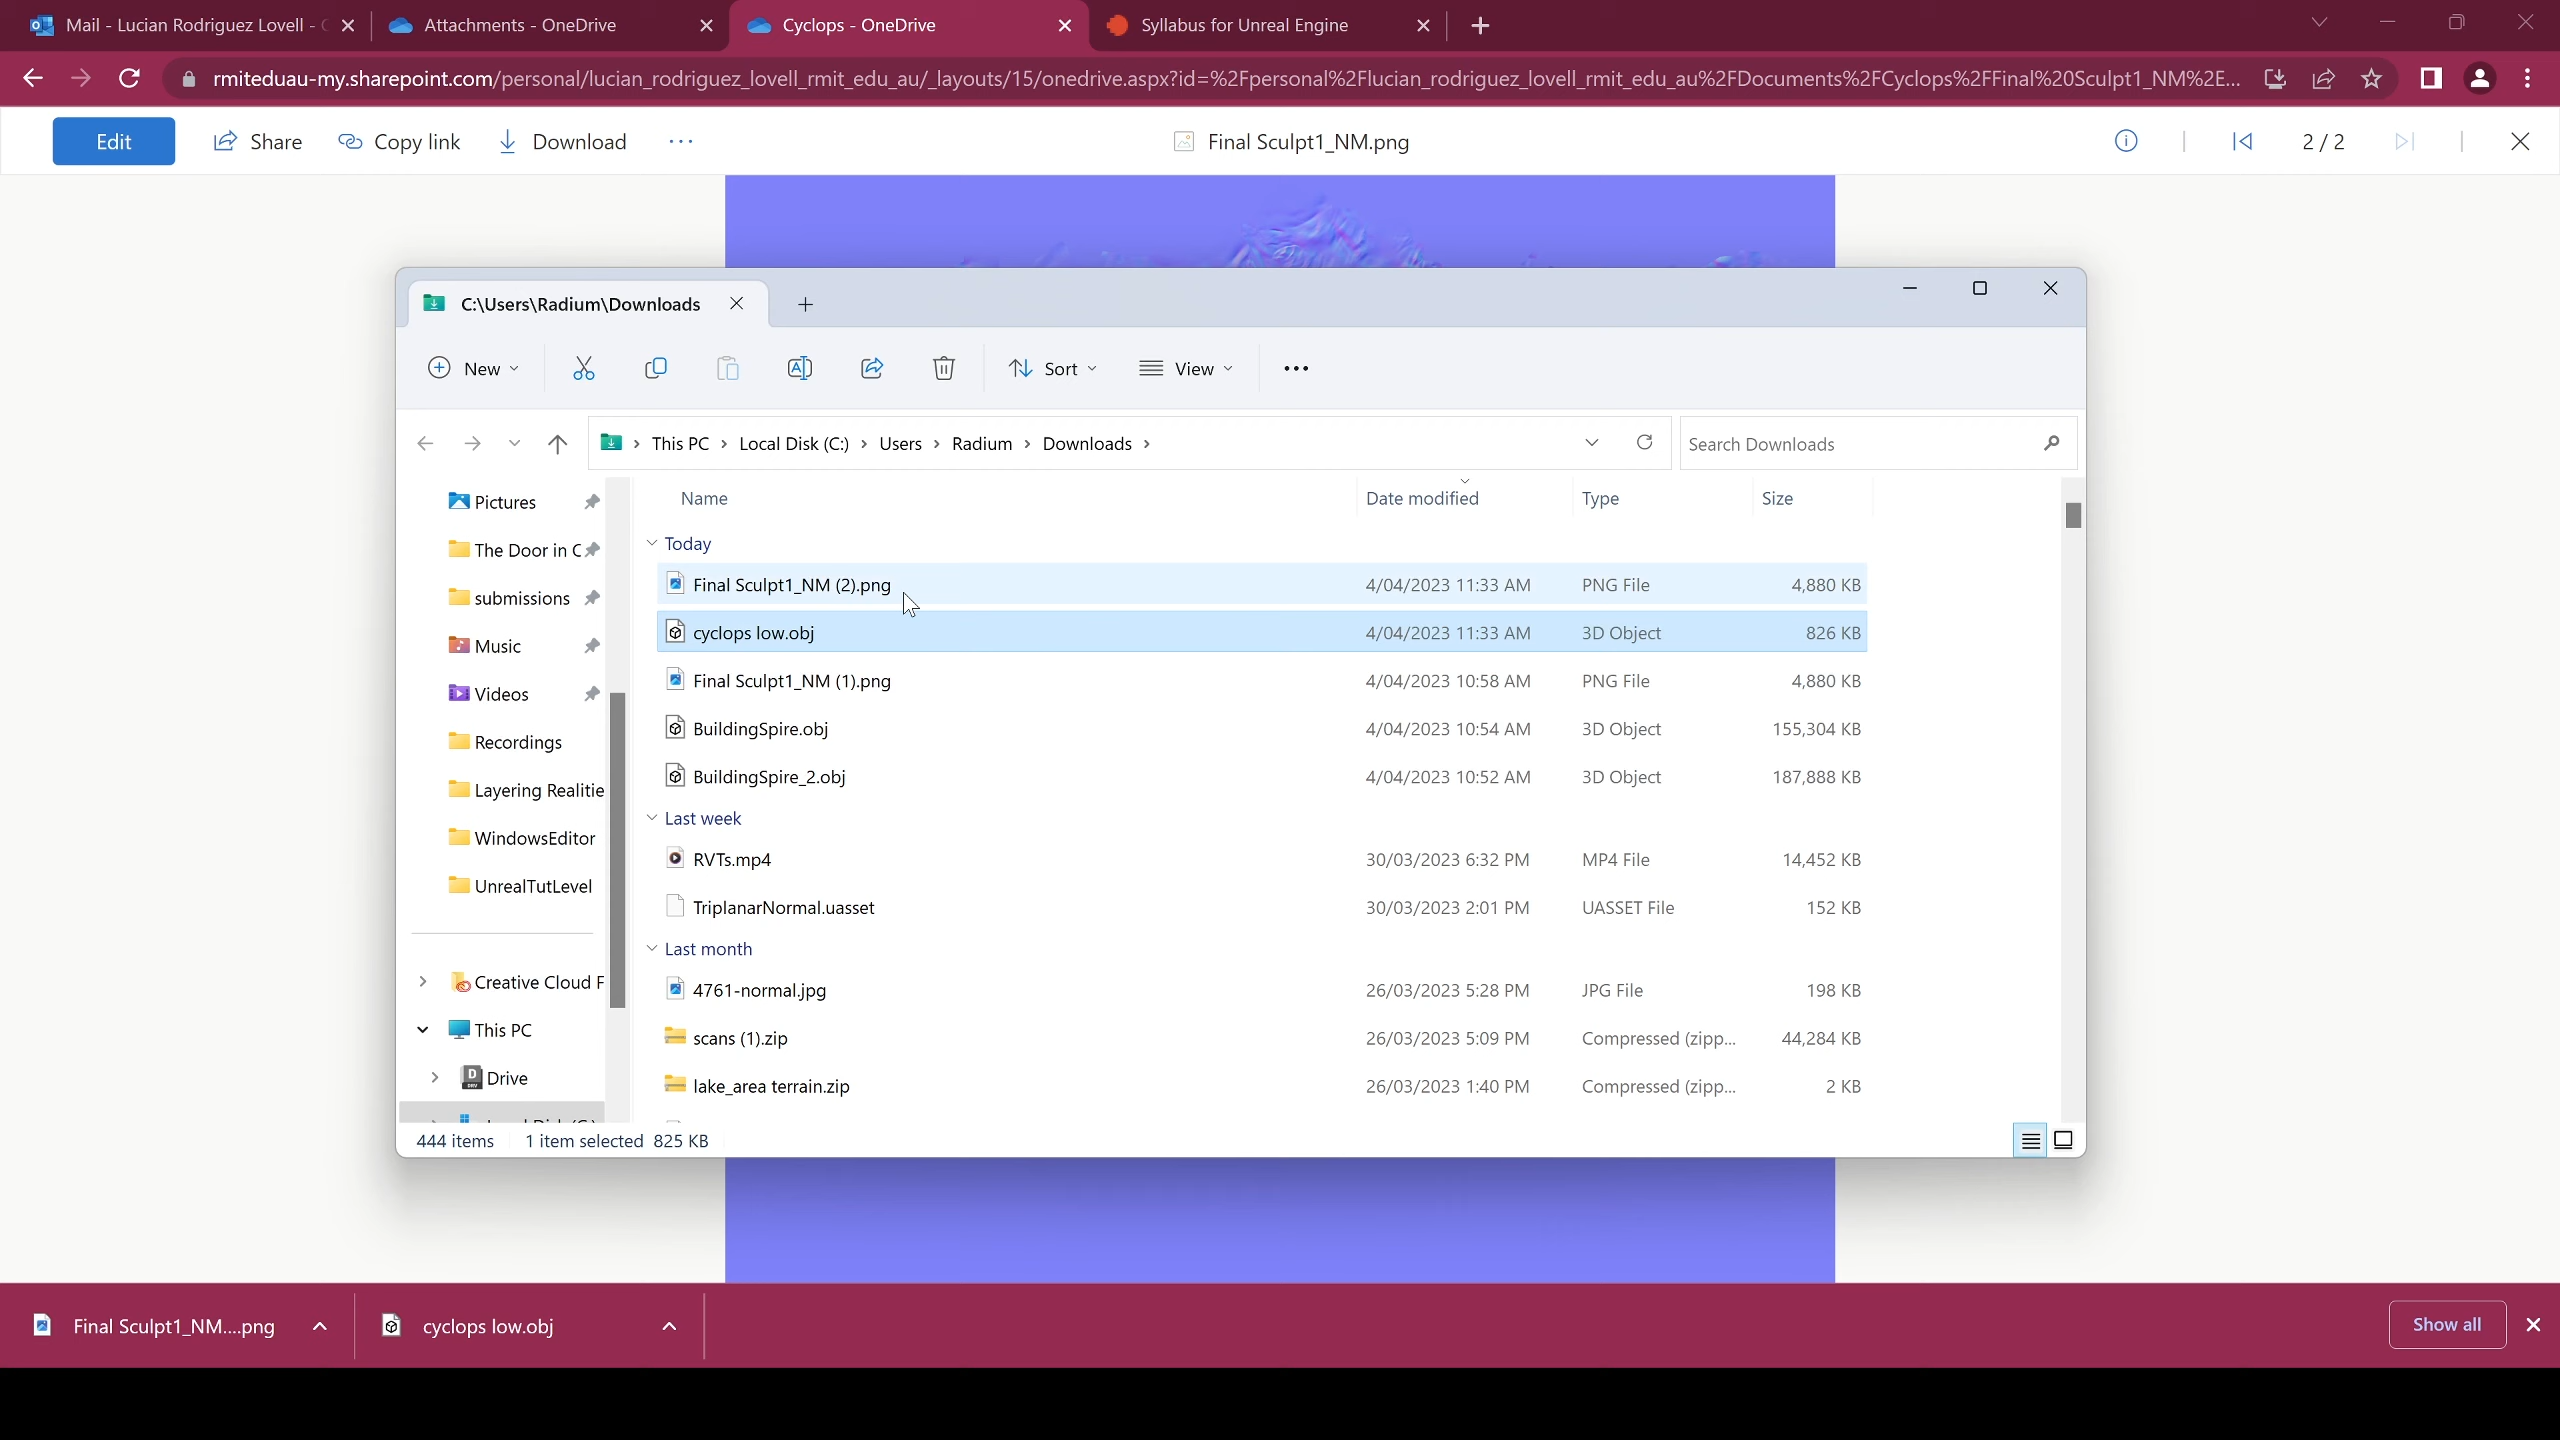 Mail - Lucian Rodriguez Lovell -
Attachments - OneDrive
Cyclops - OneDrive
Syllabus for Unreal Engine
rmiteduau-my.sharepoint.com/personal/lucian_rodriguez_lovell_rmit_edu_au/_layouts/15/onedrive.aspx?id=%2Fpersonal%2Flucian_rodriguez_lovell_rmit_edu_au%2FDocuments%2FCyclops%2FFinal%20Sculpt1_NM%2E...
Edit
Share
Copy link
Download
Final Sculpt1_NM.png
2 / 2
C:\Users\Radium\Downloads
New
Sort
View
This PC > Local Disk (C:) > Users > Radium > Downloads >
Search Downloads
Pictures
The Door in C
submissions
Music
Videos
Recordings
Layering Realitie
WindowsEditor
UnrealTutLevel
Creative Cloud F
This PC
Drive
Name Date modified Type Size
Today
Final Sculpt1_NM (2).png 4/04/2023 11:33 AM PNG File 4,880 KB
cyclops low.obj 4/04/2023 11:33 AM 3D Object 826 KB
Final Sculpt1_NM (1).png 4/04/2023 10:58 AM PNG File 4,880 KB
BuildingSpire.obj 4/04/2023 10:54 AM 3D Object 155,304 KB
BuildingSpire_2.obj 4/04/2023 10:52 AM 3D Object 187,888 KB
Last week
RVTs.mp4 30/03/2023 6:32 PM MP4 File 14,452 KB
TriplanarNormal.uasset 30/03/2023 2:01 PM UASSET File 152 KB
Last month
4761-normal.jpg 26/03/2023 5:28 PM JPG File 198 KB
scans (1).zip 26/03/2023 5:09 PM Compressed (zipp... 44,284 KB
lake_area terrain.zip 26/03/2023 1:40 PM Compressed (zipp... 2 KB
444 items 1 item selected 825 KB
Final Sculpt1_NM....png
cyclops low.obj
Show all